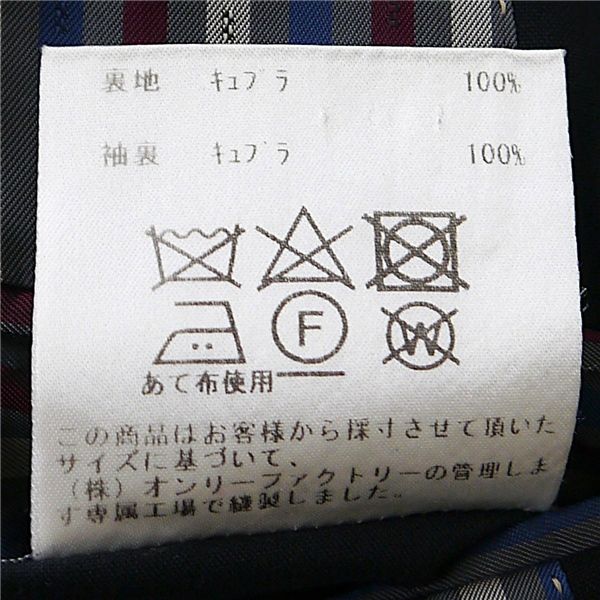 裏地 キュプラ 100%
袖裏 キュプラ 100%
F W
あて布使用
この商品はお客様から採寸させて頂いた
サイズに基づいて、
（株）オンリーファクトリーの管理しま
す専属工場で縫製しました。